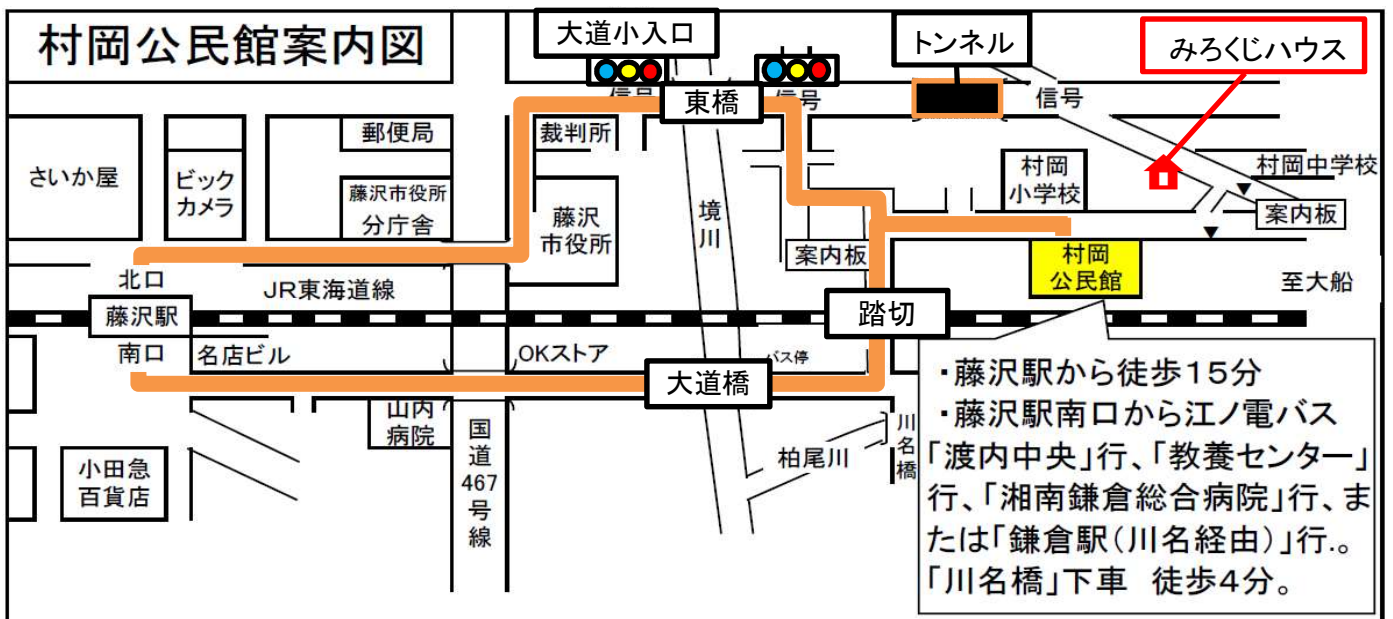 村岡公民館案内図
大道小入口
トンネル
みろくじハウス
信号
東橋
信号
信号
さいか屋
ビック
カメラ
郵便局
藤沢市役所
分庁舎
裁判所
藤沢
市役所
境川
案内板
村岡
小学校
村岡中学校
案内板
村岡
公民館
至大船
北口
JR東海道線
藤沢駅
踏切
南口
名店ビル
OKストア
バス停
大道橋
山内
病院
国道467号線
小田急
百貨店
柏尾川
川名橋
・藤沢駅から徒歩15分
・藤沢駅南口から江ノ電バス
「渡内中央」行、「教養センター」
行、「湘南鎌倉総合病院」行、ま
たは「鎌倉駅(川名経由)」行.。
「川名橋」下車 徒歩4分。